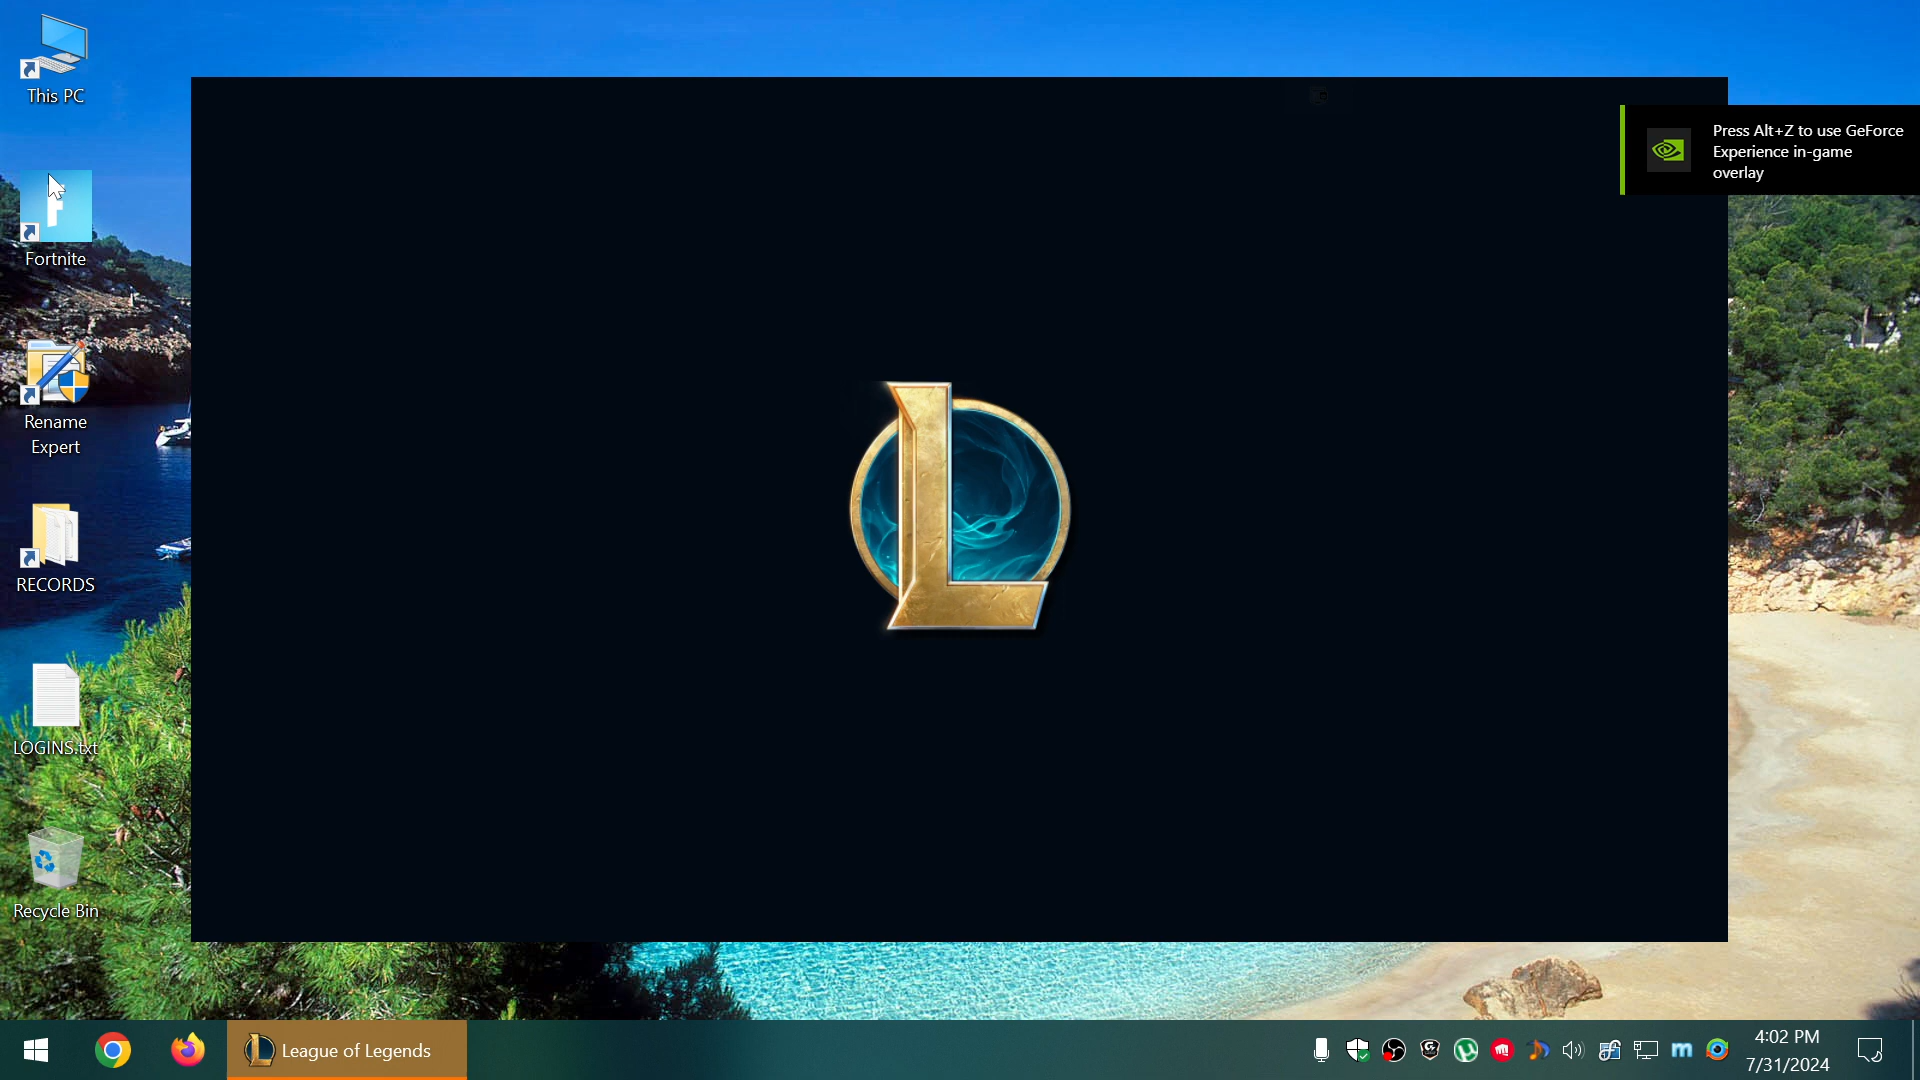 This PC
Fortnite
Rename
Expert
RECORDS
LOGINS.txt
Recycle Bin
Press Alt+Z to use GeForce
Experience in-game
overlay
League of Legends
4:02 PM
7/31/2024